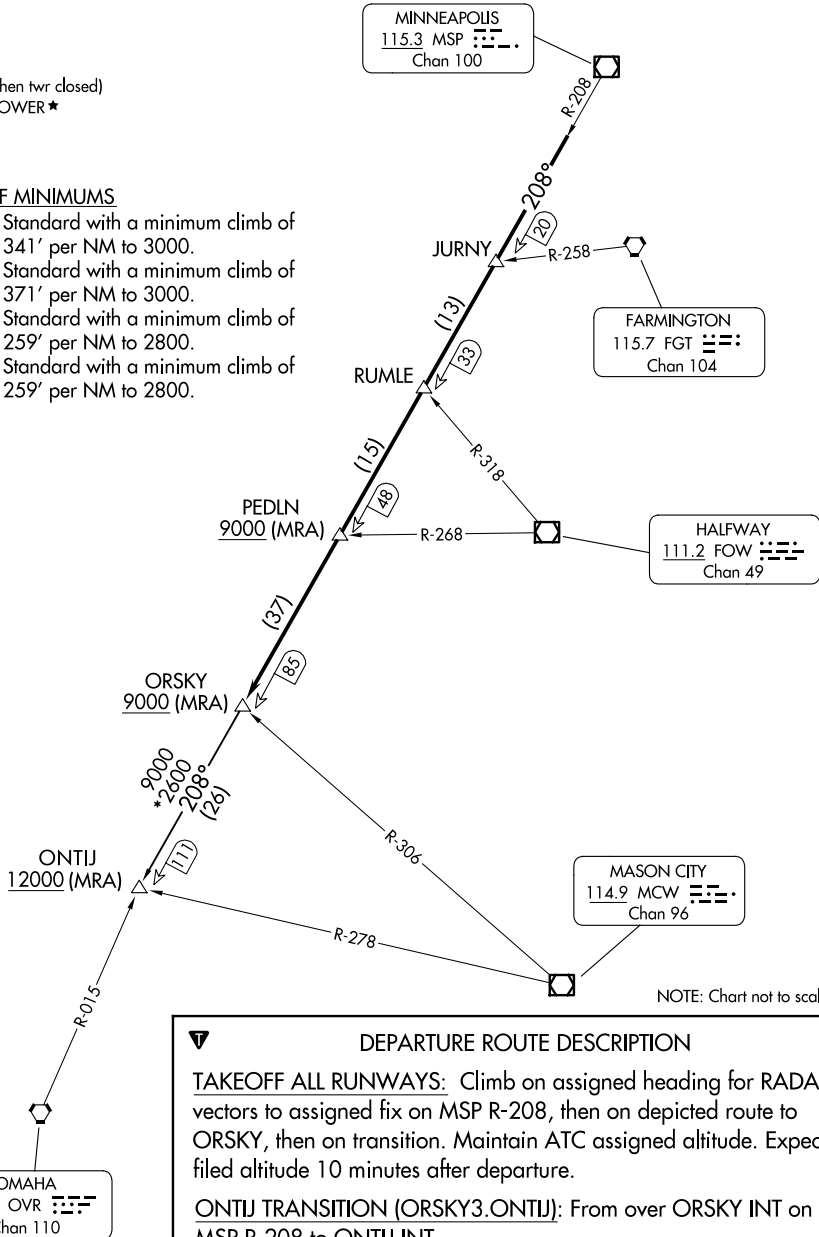 MINNEAPOLIS
115.3 MSP
Chan 100
hen twr closed)
OWER ★
R-208
208°
F MINIMUMS
Standard with a minimum climb of
341′ per NM to 3000.
Standard with a minimum climb of
371′ per NM to 3000.
Standard with a minimum climb of
259′ per NM to 2800.
Standard with a minimum climb of
259′ per NM to 2800.
20
JURNY
R-258
(13)
FARMINGTON
115.7 FGT
Chan 104
33
RUMLE
(15)
R-318
48
PEDLN
9000 (MRA)
R-268
HALFWAY
111.2 FOW
Chan 49
(37)
85
ORSKY
9000 (MRA)
9000
*2600
208°
(26)
R-306
111
ONTIJ
12000 (MRA)
MASON CITY
114.9 MCW
Chan 96
R-278
R-015
NOTE: Chart not to scal
T
DEPARTURE ROUTE DESCRIPTION
TAKEOFF ALL RUNWAYS: Climb on assigned heading for RADA
vectors to assigned fix on MSP R-208, then on depicted route to
ORSKY, then on transition. Maintain ATC assigned altitude. Expec
filed altitude 10 minutes after departure.
ONTIJ TRANSITION (ORSKY3.ONTIJ): From over ORSKY INT on
MSP R-208 to ONTIJ INT
OMAHA
OVR
Chan 110